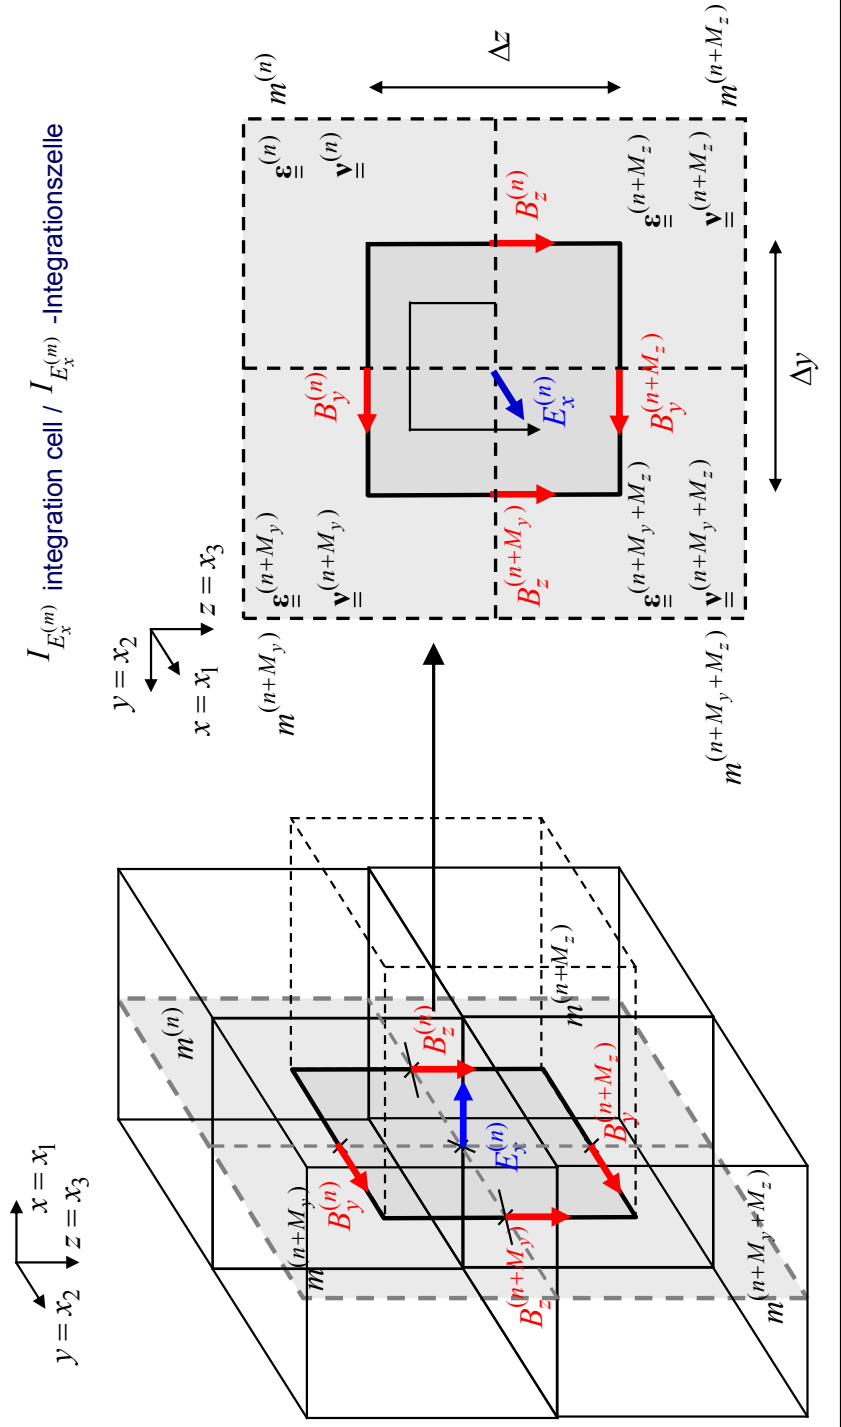 I_{E_x^{(m)}} integration cell / I_{E_x^{(m)}} -Integrationszelle
y = x_2
x = x_1
z = x_3
m^{(n+M_y)}
ε^{(n+M_y)}
ν^{(n+M_y)}
m^{(n)}
ε^{(n)}
ν^{(n)}
B_y^{(n)}
Δz
B_z^{(n+M_y)}
E_x^{(n)}
B_z^{(n)}
B_y^{(n+M_z)}
ε^{(n+M_y+M_z)}
ν^{(n+M_y+M_z)}
m^{(n+M_y+M_z)}
ε^{(n+M_z)}
ν^{(n+M_z)}
m^{(n+M_z)}
Δy
x = x_1
y = x_2
z = x_3
m^{(n)}
m^{(n+M_y)}
B_y^{(n)}
B_z^{(n)}
E_x^{(n)}
B_z^{(n+M_y)}
B_y^{(n+M_z)}
m^{(n+M_z)}
m^{(n+M_y+M_z)}